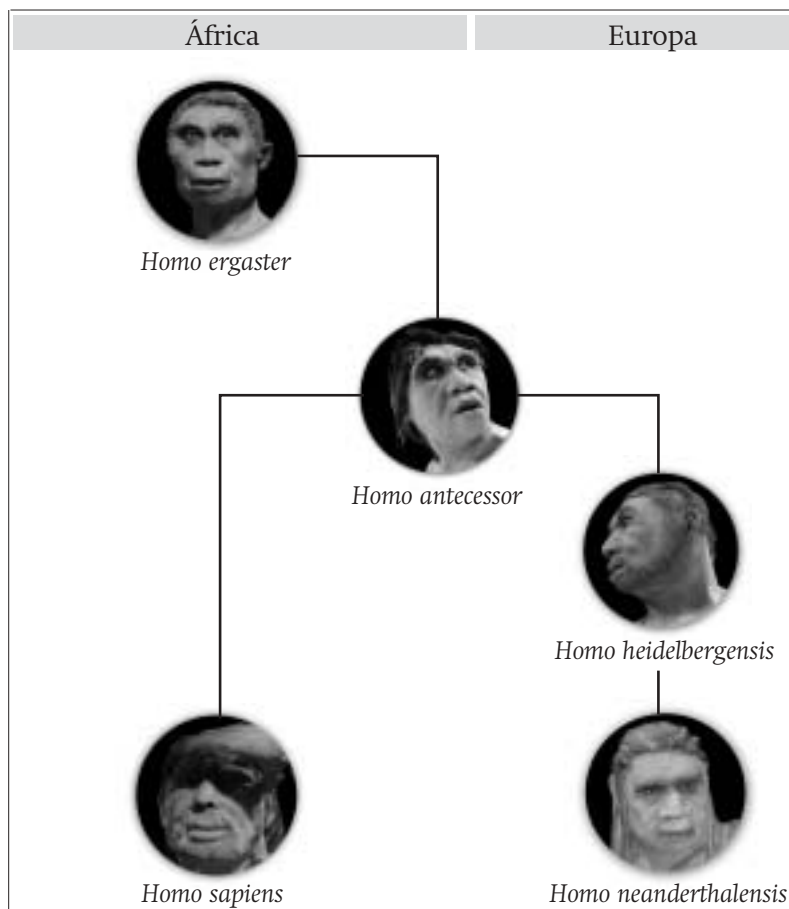 África
Europa
Homo ergaster
Homo antecessor
Homo heidelbergensis
Homo sapiens
Homo neanderthalensis